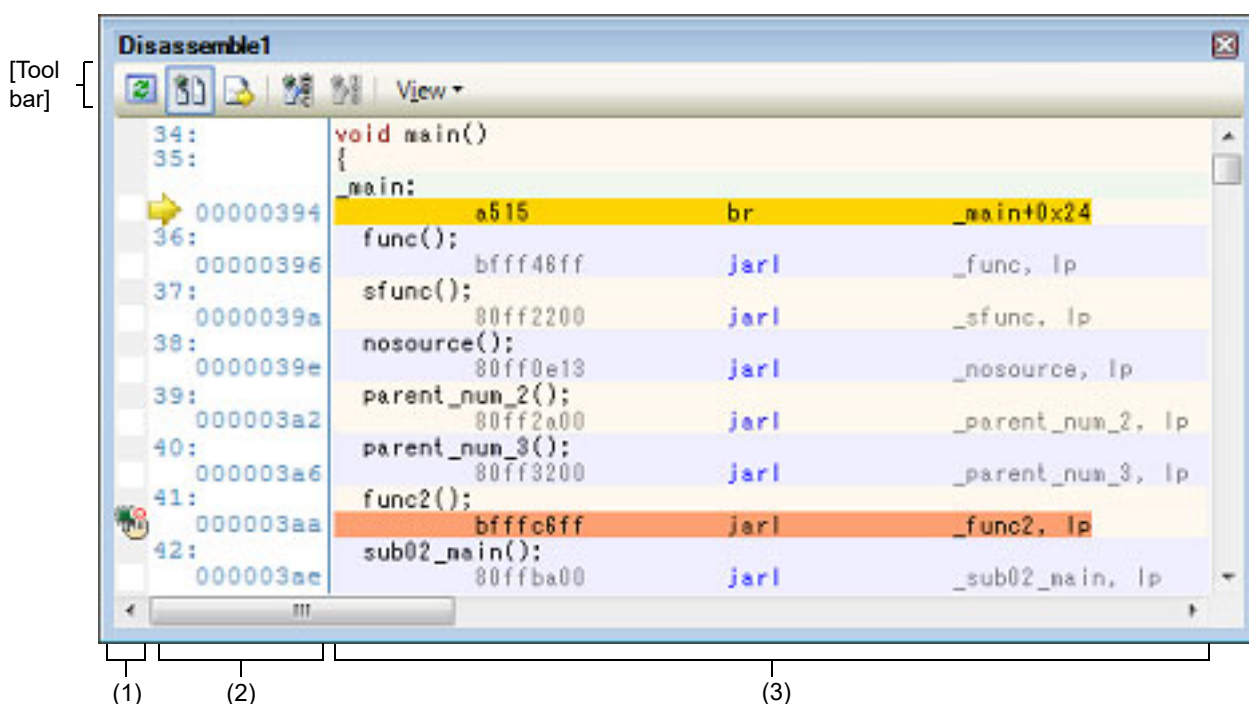 Disassemble1
[Tool bar]
View
34: void main()
35: {
_main:
00000394 a515 br _main+0x24
36: func();
00000396 bfff46ff jarl _func, lp
37: sfunc();
0000039a 80ff2200 jarl _sfunc, lp
38: nosource();
0000039e 80ff0e13 jarl _nosource, lp
39: parent_num_2();
000003a2 80ff2a00 jarl _parent_num_2, lp
40: parent_num_3();
000003a6 80ff3200 jarl _parent_num_3, lp
41: func2();
000003aa bfffc6ff jarl _func2, lp
42: sub02_main();
000003ae 80ffba00 jarl _sub02_main, lp
(1) (2) (3)